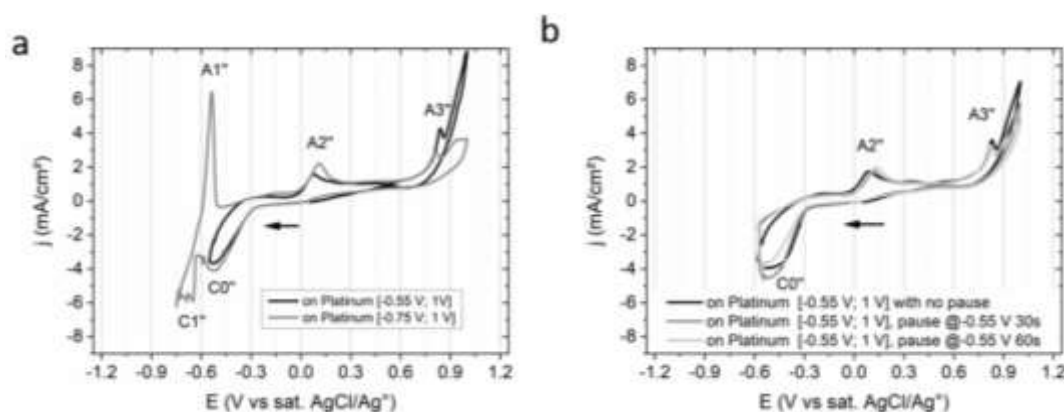 a
b
8
6
4
2
0
-2
-4
-6
-8
j (mA/cm²)
A1"
A2"
A3"
C0"
C1"
on Platinum [-0.55 V; 1V]
on Platinum [-0.75 V; 1V]
-1.2 -0.9 -0.6 -0.3 0.0 0.3 0.6 0.9 1.2
E (V vs sat. AgCl/Ag°)
8
6
4
2
0
-2
-4
-6
-8
j (mA/cm²)
A2"
A3"
C0"
on Platinum [-0.55 V; 1 V] with no pause
on Platinum [-0.55 V; 1 V], pause @-0.55 V 30s
on Platinum [-0.55 V; 1 V], pause @-0.55 V 60s
-1.2 -0.9 -0.6 -0.3 0.0 0.3 0.6 0.9 1.2
E (V vs sat. AgCl/Ag°)